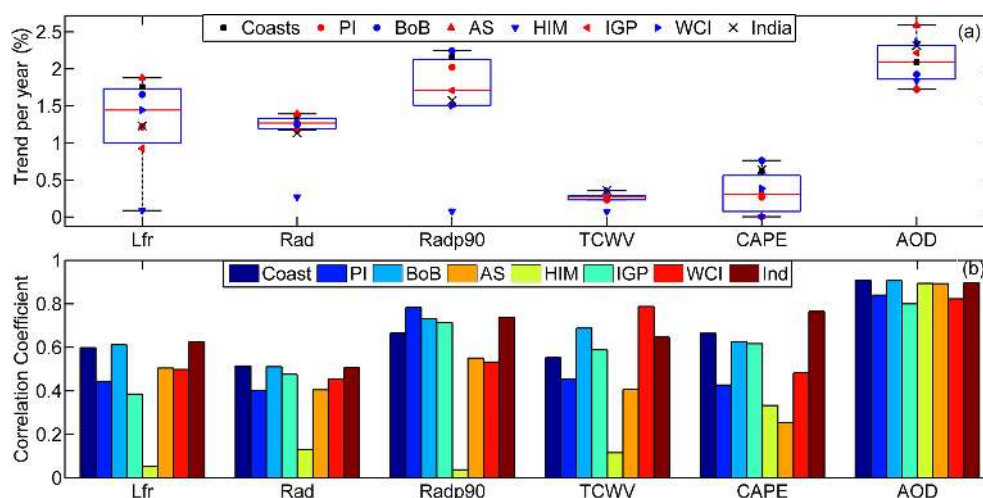 Coasts PI BoB AS HIM IGP WCI India (a)
Trend per year (%)
2.5
2
1.5
1
0.5
0
Lfr Rad Radp90 TCWV CAPE AOD
Coast PI BoB AS HIM IGP WCI Ind (b)
Correlation Coefficient
1
0.8
0.6
0.4
0.2
0
Lfr Rad Radp90 TCWV CAPE AOD